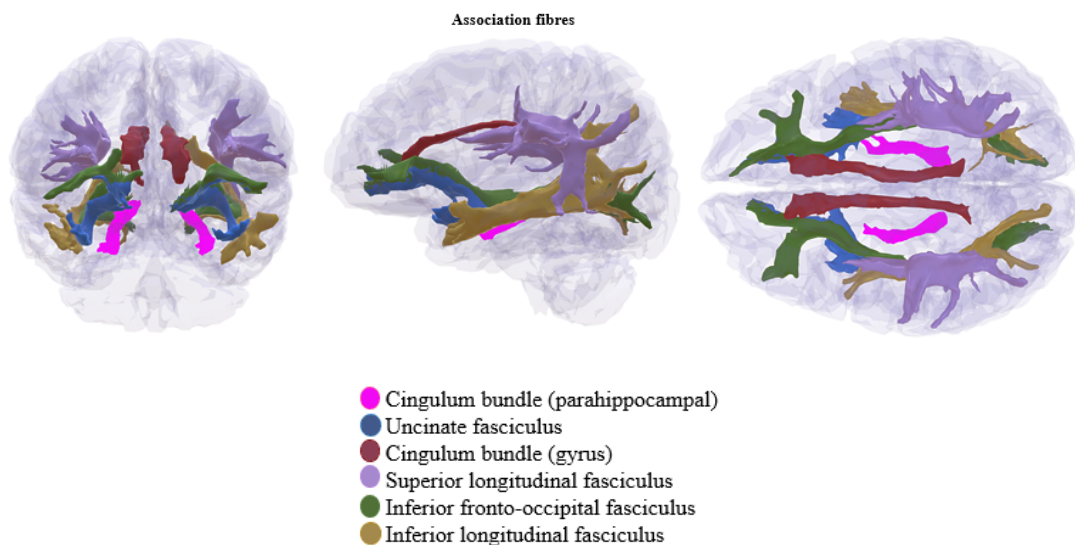 Association fibres
Cingulum bundle (parahippocampal)
Uncinate fasciculus
Cingulum bundle (gyrus)
Superior longitudinal fasciculus
Inferior fronto-occipital fasciculus
Inferior longitudinal fasciculus